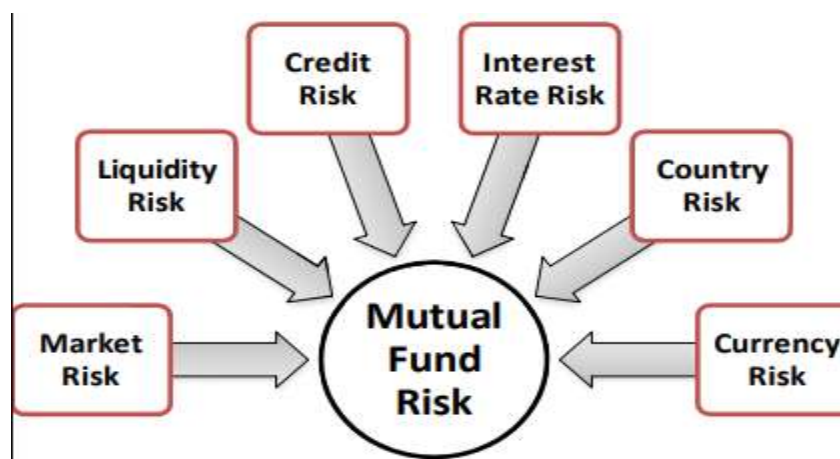 Credit
Risk
Interest
Rate Risk
Liquidity
Risk
Country
Risk
Market
Risk
Mutual
Fund
Risk
Currency
Risk